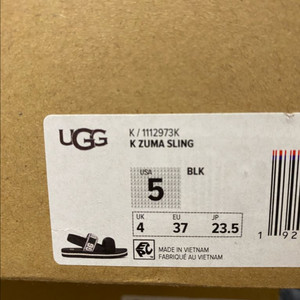 UGG
K / 1112973K
K ZUMA SLING
USA
5
BLK
UK EU JP
4 37 23.5
MADE IN VIETNAM
FABRIQUÉ AU VIETNAM
1 92